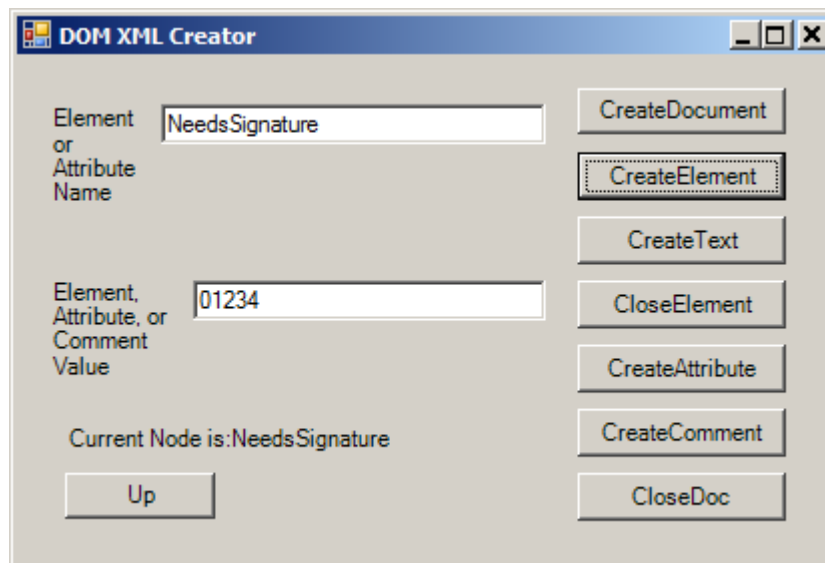 DOM XML Creator
Element
or
Attribute
Name
NeedsSignature
CreateDocument
CreateElement
CreateText
Element,
Attribute, or
Comment
Value
01234
CloseElement
CreateAttribute
Current Node is:NeedsSignature
CreateComment
Up
CloseDoc